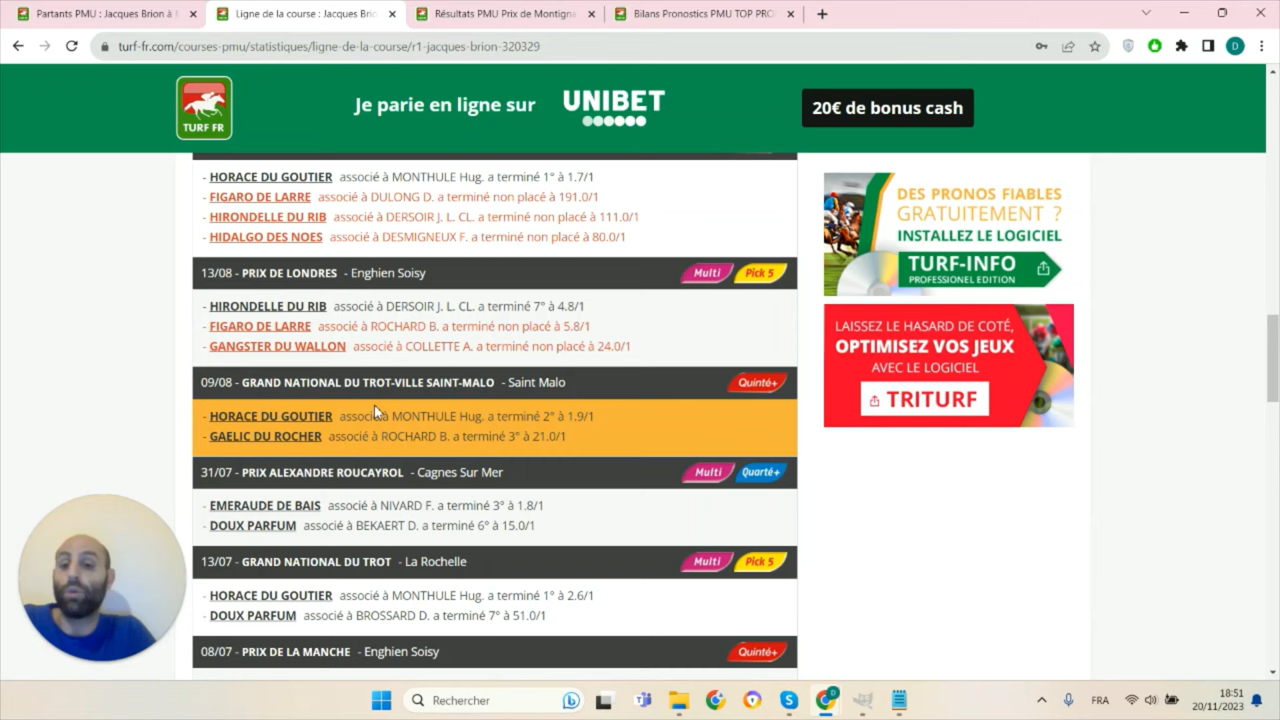 Partants PMU : Jacques Brion à
Ligne de la course : Jacques Brio
Résultats PMU Prix de Montigna
Bilans Pronostics PMU TOP PRO
turf-fr.com/courses-pmu/statistiques/ligne-de-la-course/r1-jacques-brion-320329
D
TURF FR
Je parie en ligne sur
UNIBET
20€ de bonus cash
- HORACE DU GOUTIER associé à MONTHULE Hug. a terminé 1° à 1.7/1
- FIGARO DE LARRE associé à DULONG D. a terminé non placé à 191.0/1
- HIRONDELLE DU RIB associé à DERSOIR J. L. CL. a terminé non placé à 111.0/1
- HIDALGO DES NOES associé à DESMIGNEUX F. a terminé non placé à 80.0/1
13/08 - PRIX DE LONDRES - Enghien Soisy Multi Pick 5
- HIRONDELLE DU RIB associé à DERSOIR J. L. CL. a terminé 7° à 4.8/1
- FIGARO DE LARRE associé à ROCHARD B. a terminé non placé à 5.8/1
- GANGSTER DU WALLON associé à COLLETTE A. a terminé non placé à 24.0/1
09/08 - GRAND NATIONAL DU TROT-VILLE SAINT-MALO - Saint Malo Quinté+
- HORACE DU GOUTIER associé à MONTHULE Hug. a terminé 2° à 1.9/1
- GAELIC DU ROCHER associé à ROCHARD B. a terminé 3° à 21.0/1
31/07 - PRIX ALEXANDRE ROUCAYROL - Cagnes Sur Mer Multi Quarté+
- EMERAUDE DE BAIS associé à NIVARD F. a terminé 3° à 1.8/1
- DOUX PARFUM associé à BEKAERT D. a terminé 6° à 15.0/1
13/07 - GRAND NATIONAL DU TROT - La Rochelle Multi Pick 5
- HORACE DU GOUTIER associé à MONTHULE Hug. a terminé 1° à 2.6/1
- DOUX PARFUM associé à BROSSARD D. a terminé 7° à 51.0/1
08/07 - PRIX DE LA MANCHE - Enghien Soisy Quinté+
DES PRONOS FIABLES
GRATUITEMENT ?
INSTALLEZ LE LOGICIEL
TURF-INFO
PROFESSIONEL EDITION
LAISSEZ LE HASARD DE COTÉ,
OPTIMISEZ VOS JEUX
AVEC LE LOGICIEL
TRITURF
Rechercher
D
FRA
18:51
20/11/2023